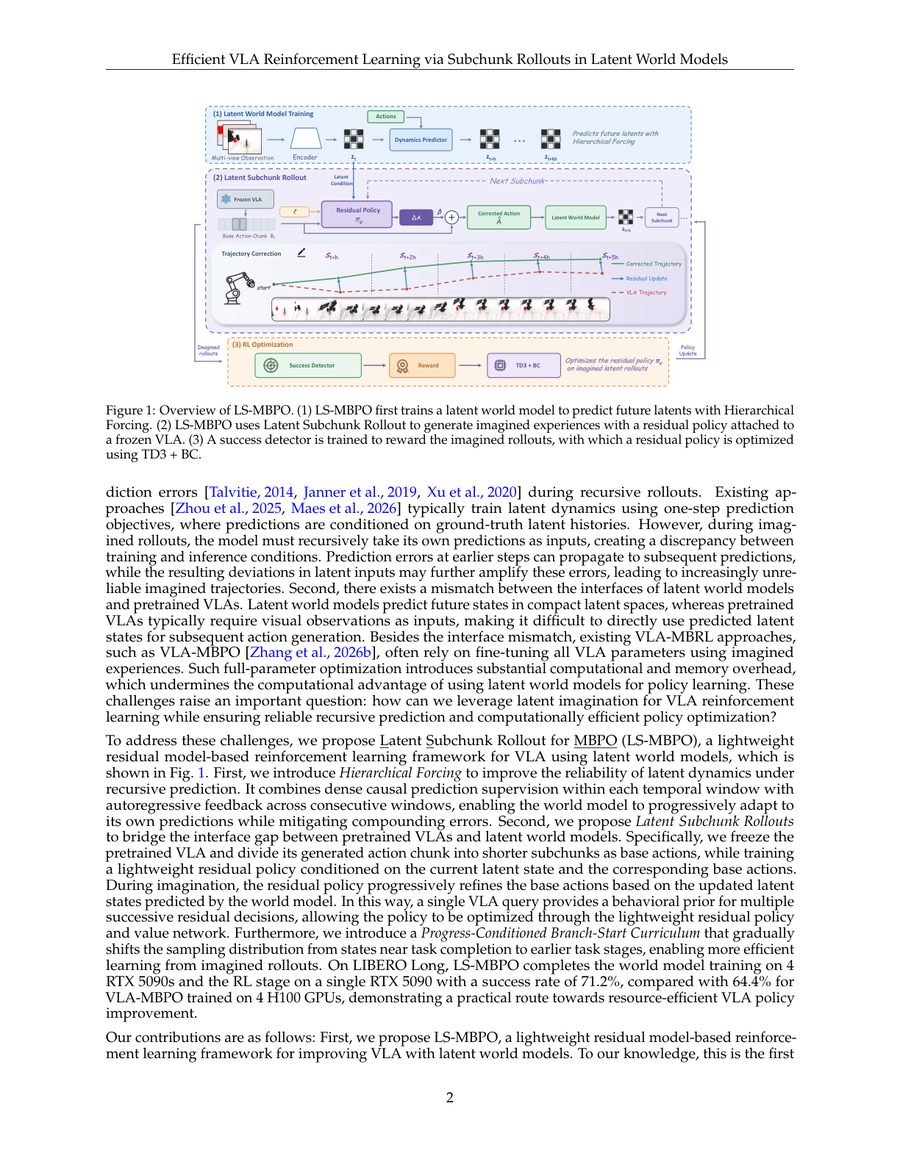 Efficient VLA Reinforcement Learning via Subchunk Rollouts in Latent World Models
(1) Latent World Model Training
Actions
Multi-view Observation
Encoder
z_t
Dynamics Predictor
z_{t+h}
...
z_{t+kh}
Predicts future latents with
Hierarchical Forcing
(2) Latent Subchunk Rollout
Latent
Condition
Next Subchunk
Frozen VLA
Base Action Chunk
ℓ
Residual Policy
ΔA
β
+
Corrected Action
Â
Latent World Model
z_{t+h}
Next
Subchunk
...
Trajectory Correction
start
S_{t+h}
S_{t+2h}
S_{t+3h}
S_{t+4h}
S_{t+5h}
Corrected Trajectory
Residual Update
VLA Trajectory
Imagined
rollouts
Policy
Update
(3) RL Optimization
Success Detector
Reward
TD3 + BC
Optimizes the residual policy
on imagined latent rollouts
Figure 1: Overview of LS-MBPO. (1) LS-MBPO first trains a latent world model to predict future latents with Hierarchical
Forcing. (2) LS-MBPO uses Latent Subchunk Rollout to generate imagined experiences with a residual policy attached to
a frozen VLA. (3) A success detector is trained to reward the imagined rollouts, with which a residual policy is optimized
using TD3 + BC.
diction errors [Talvitie, 2014, Janner et al., 2019, Xu et al., 2020] during recursive rollouts. Existing ap-
proaches [Zhou et al., 2025, Maes et al., 2026] typically train latent dynamics using one-step prediction
objectives, where predictions are conditioned on ground-truth latent histories. However, during imag-
ined rollouts, the model must recursively take its own predictions as inputs, creating a discrepancy between
training and inference conditions. Prediction errors at earlier steps can propagate to subsequent predictions,
while the resulting deviations in latent inputs may further amplify these errors, leading to increasingly unre-
liable imagined trajectories. Second, there exists a mismatch between the interfaces of latent world models
and pretrained VLAs. Latent world models predict future states in compact latent spaces, whereas pretrained
VLAs typically require visual observations as inputs, making it difficult to directly use predicted latent
states for subsequent action generation. Besides the interface mismatch, existing VLA-MBRL approaches,
such as VLA-MBPO [Zhang et al., 2026b], often rely on fine-tuning all VLA parameters using imagined
experiences. Such full-parameter optimization introduces substantial computational and memory overhead,
which undermines the computational advantage of using latent world models for policy learning. These
challenges raise an important question: how can we leverage latent imagination for VLA reinforcement
learning while ensuring reliable recursive prediction and computationally efficient policy optimization?
To address these challenges, we propose Latent Subchunk Rollout for MBPO (LS-MBPO), a lightweight
residual model-based reinforcement learning framework for VLA using latent world models, which is
shown in Fig. 1. First, we introduce Hierarchical Forcing to improve the reliability of latent dynamics under
recursive prediction. It combines dense causal prediction supervision within each temporal window with
autoregressive feedback across consecutive windows, enabling the world model to progressively adapt to
its own predictions while mitigating compounding errors. Second, we propose Latent Subchunk Rollouts
to bridge the interface gap between pretrained VLAs and latent world models. Specifically, we freeze the
pretrained VLA and divide its generated action chunk into shorter subchunks as base actions, while training
a lightweight residual policy conditioned on the current latent state and the corresponding base actions.
During imagination, the residual policy progressively refines the base actions based on the updated latent
states predicted by the world model. In this way, a single VLA query provides a behavioral prior for multiple
successive residual decisions, allowing the policy to be optimized through the lightweight residual policy
and value network. Furthermore, we introduce a Progress-Conditioned Branch-Start Curriculum that gradually
shifts the sampling distribution from states near task completion to earlier task stages, enabling more efficient
learning from imagined rollouts. On LIBERO Long, LS-MBPO completes the world model training on 4
RTX 5090s and the RL stage on a single RTX 5090 with a success rate of 71.2%, compared with 64.4% for
VLA-MBPO trained on 4 H100 GPUs, demonstrating a practical route towards resource-efficient VLA policy
improvement.
Our contributions are as follows: First, we propose LS-MBPO, a lightweight residual model-based reinforce-
ment learning framework for improving VLA with latent world models. To our knowledge, this is the first
2